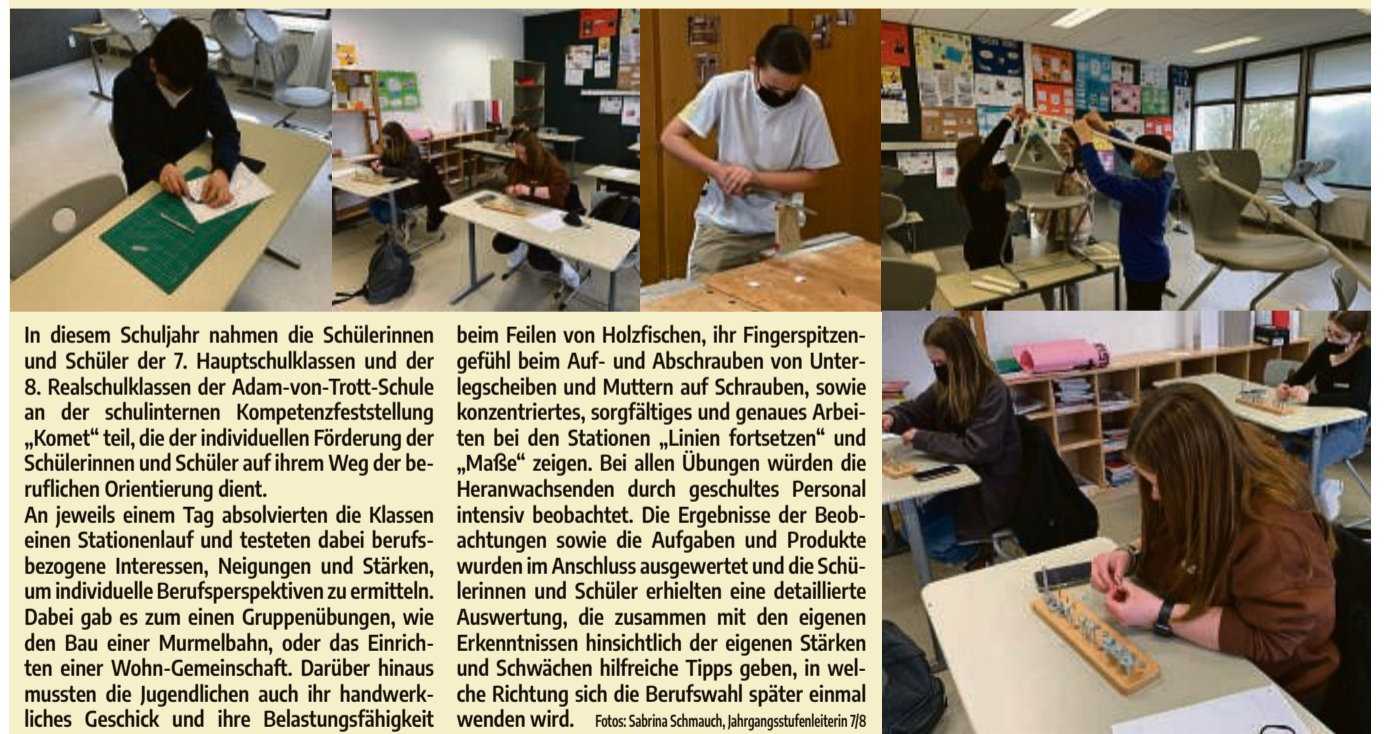 In diesem Schuljahr nahmen die Schülerinnen
und Schüler der 7. Hauptschulklassen und der
8. Realschulklassen der Adam-von-Trott-Schule
an der schulinternen Kompetenzfeststellung
„Komet“ teil, die der individuellen Förderung der
Schülerinnen und Schüler auf ihrem Weg der be-
ruflichen Orientierung dient.
An jeweils einem Tag absolvierten die Klassen
einen Stationenlauf und testeten dabei berufs-
bezogene Interessen, Neigungen und Stärken,
um individuelle Berufsperspektiven zu ermitteln.
Dabei gab es zum einen Gruppenübungen, wie
den Bau einer Murmelbahn, oder das Einrich-
ten einer Wohn-Gemeinschaft. Darüber hinaus
mussten die Jugendlichen auch ihr handwerk-
liches Geschick und ihre Belastungsfähigkeit
beim Feilen von Holzfischen, ihr Fingerspitzen-
gefühl beim Auf- und Abschrauben von Unter-
legscheiben und Muttern auf Schrauben, sowie
konzentriertes, sorgfältiges und genaues Arbei-
ten bei den Stationen „Linien fortsetzen“ und
„Maße“ zeigen. Bei allen Übungen würden die
Heranwachsenden durch geschultes Personal
intensiv beobachtet. Die Ergebnisse der Beob-
achtungen sowie die Aufgaben und Produkte
wurden im Anschluss ausgewertet und die Schü-
lerinnen und Schüler erhielten eine detaillierte
Auswertung, die zusammen mit den eigenen
Erkenntnissen hinsichtlich der eigenen Stärken
und Schwächen hilfreiche Tipps geben, in wel-
che Richtung sich die Berufswahl später einmal
wenden wird. Fotos: Sabrina Schmauch, Jahrgangsstufenleiterin 7/8